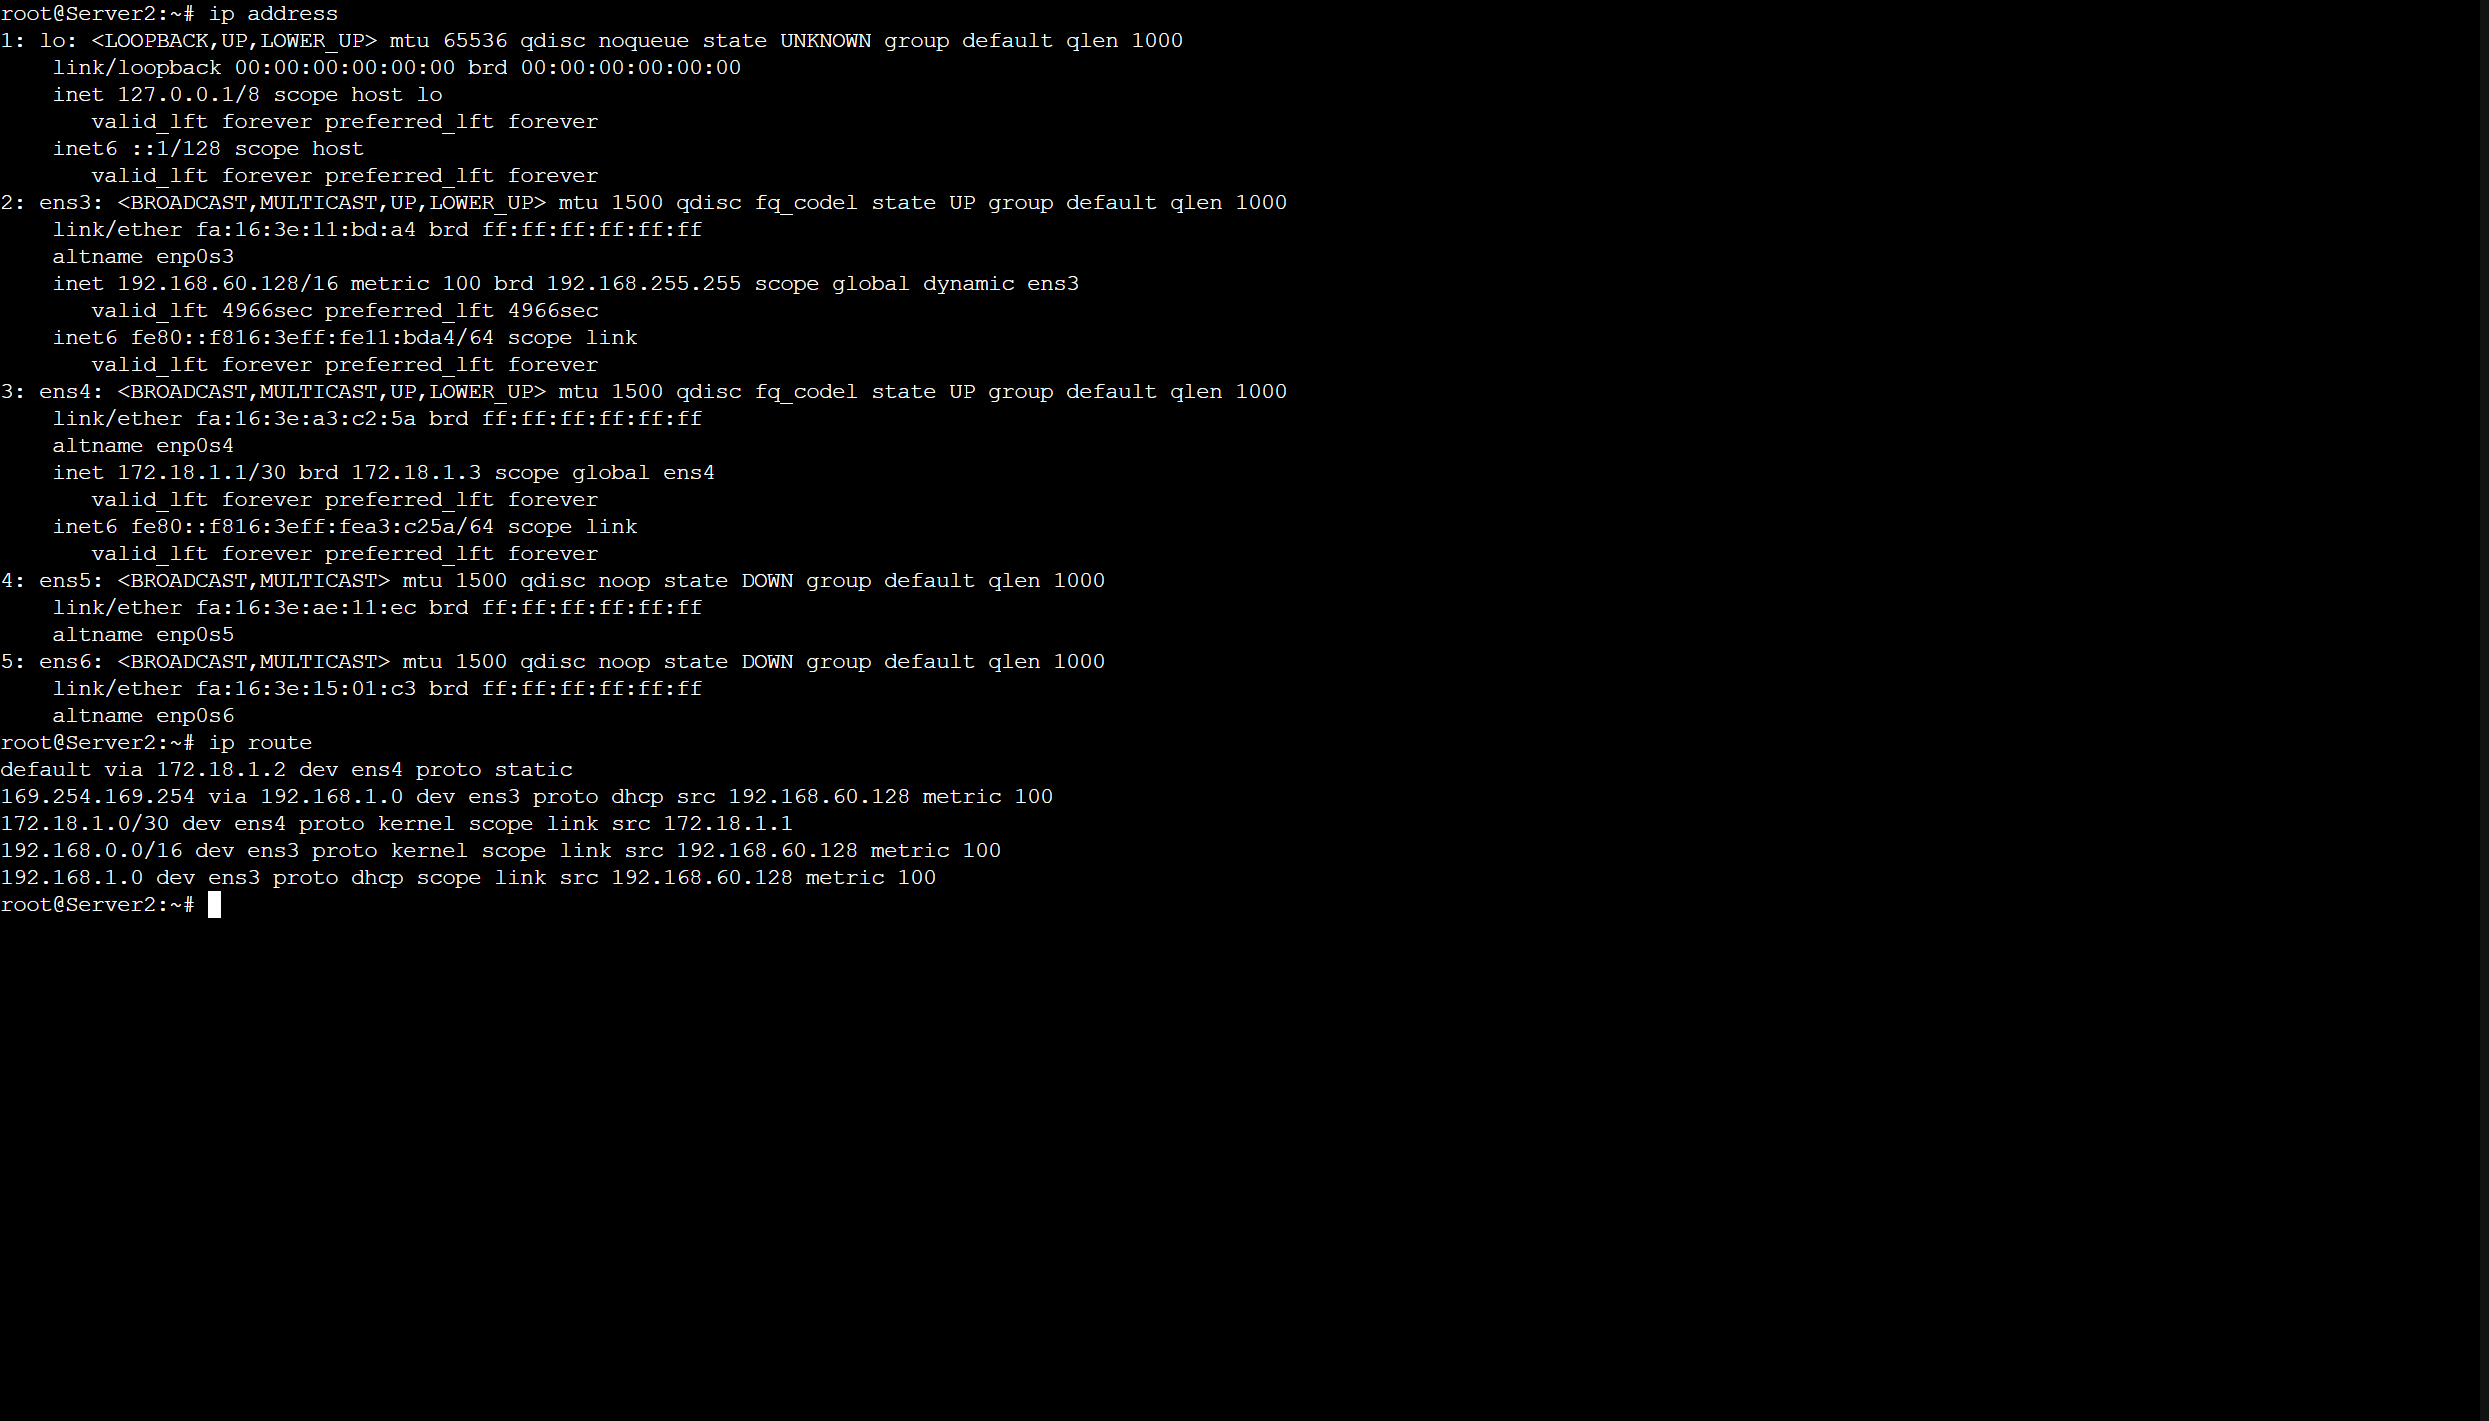 root@Server2:~# ip address
1: lo: <LOOPBACK,UP,LOWER_UP> mtu 65536 qdisc noqueue state UNKNOWN group default qlen 1000
    link/loopback 00:00:00:00:00:00 brd 00:00:00:00:00:00
    inet 127.0.0.1/8 scope host lo
       valid_lft forever preferred_lft forever
    inet6 ::1/128 scope host
       valid_lft forever preferred_lft forever
2: ens3: <BROADCAST,MULTICAST,UP,LOWER_UP> mtu 1500 qdisc fq_codel state UP group default qlen 1000
    link/ether fa:16:3e:11:bd:a4 brd ff:ff:ff:ff:ff:ff
    altname enp0s3
    inet 192.168.60.128/16 metric 100 brd 192.168.255.255 scope global dynamic ens3
       valid_lft 4966sec preferred_lft 4966sec
    inet6 fe80::f816:3eff:fe11:bda4/64 scope link
       valid_lft forever preferred_lft forever
3: ens4: <BROADCAST,MULTICAST,UP,LOWER_UP> mtu 1500 qdisc fq_codel state UP group default qlen 1000
    link/ether fa:16:3e:a3:c2:5a brd ff:ff:ff:ff:ff:ff
    altname enp0s4
    inet 172.18.1.1/30 brd 172.18.1.3 scope global ens4
       valid_lft forever preferred_lft forever
    inet6 fe80::f816:3eff:fea3:c25a/64 scope link
       valid_lft forever preferred_lft forever
4: ens5: <BROADCAST,MULTICAST> mtu 1500 qdisc noop state DOWN group default qlen 1000
    link/ether fa:16:3e:ae:11:ec brd ff:ff:ff:ff:ff:ff
    altname enp0s5
5: ens6: <BROADCAST,MULTICAST> mtu 1500 qdisc noop state DOWN group default qlen 1000
    link/ether fa:16:3e:15:01:c3 brd ff:ff:ff:ff:ff:ff
    altname enp0s6
root@Server2:~# ip route
default via 172.18.1.2 dev ens4 proto static
169.254.169.254 via 192.168.1.0 dev ens3 proto dhcp src 192.168.60.128 metric 100
172.18.1.0/30 dev ens4 proto kernel scope link src 172.18.1.1
192.168.0.0/16 dev ens3 proto kernel scope link src 192.168.60.128 metric 100
192.168.1.0 dev ens3 proto dhcp scope link src 192.168.60.128 metric 100
root@Server2:~#